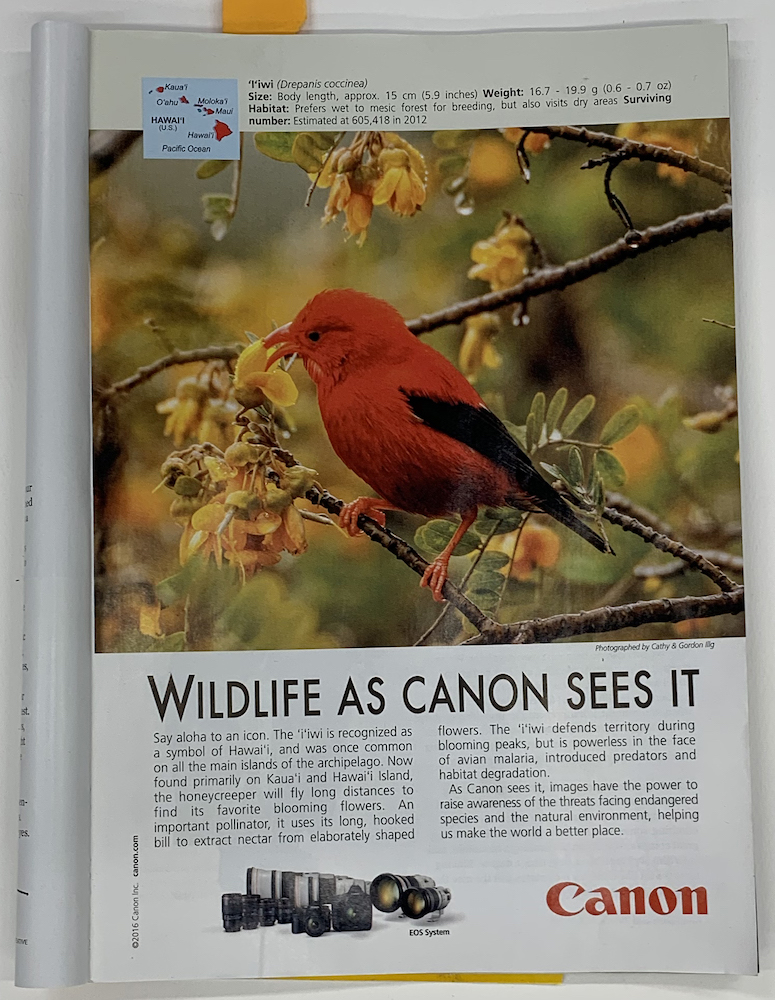 Kaua'i
O'ahu
Moloka'i
Maui
HAWAI'I
(U.S.)
Hawai'i
Pacific Ocean
'I'iwi (Drepanis coccinea)
Size: Body length, approx. 15 cm (5.9 inches) Weight: 16.7 - 19.9 g (0.6 - 0.7 oz)
Habitat: Prefers wet to mesic forest for breeding, but also visits dry areas Surviving
number: Estimated at 605,418 in 2012
Photographed by Cathy & Gordon Illg
WILDLIFE AS CANON SEES IT
Say aloha to an icon. The 'i'iwi is recognized as
a symbol of Hawai'i, and was once common
on all the main islands of the archipelago. Now
found primarily on Kaua'i and Hawai'i Island,
the honeycreeper will fly long distances to
find its favorite blooming flowers. An
important pollinator, it uses its long, hooked
bill to extract nectar from elaborately shaped
flowers. The 'i'iwi defends territory during
blooming peaks, but is powerless in the face
of avian malaria, introduced predators and
habitat degradation.
As Canon sees it, images have the power to
raise awareness of the threats facing endangered
species and the natural environment, helping
us make the world a better place.
©2016 Canon Inc. canon.com
EOS System
Canon